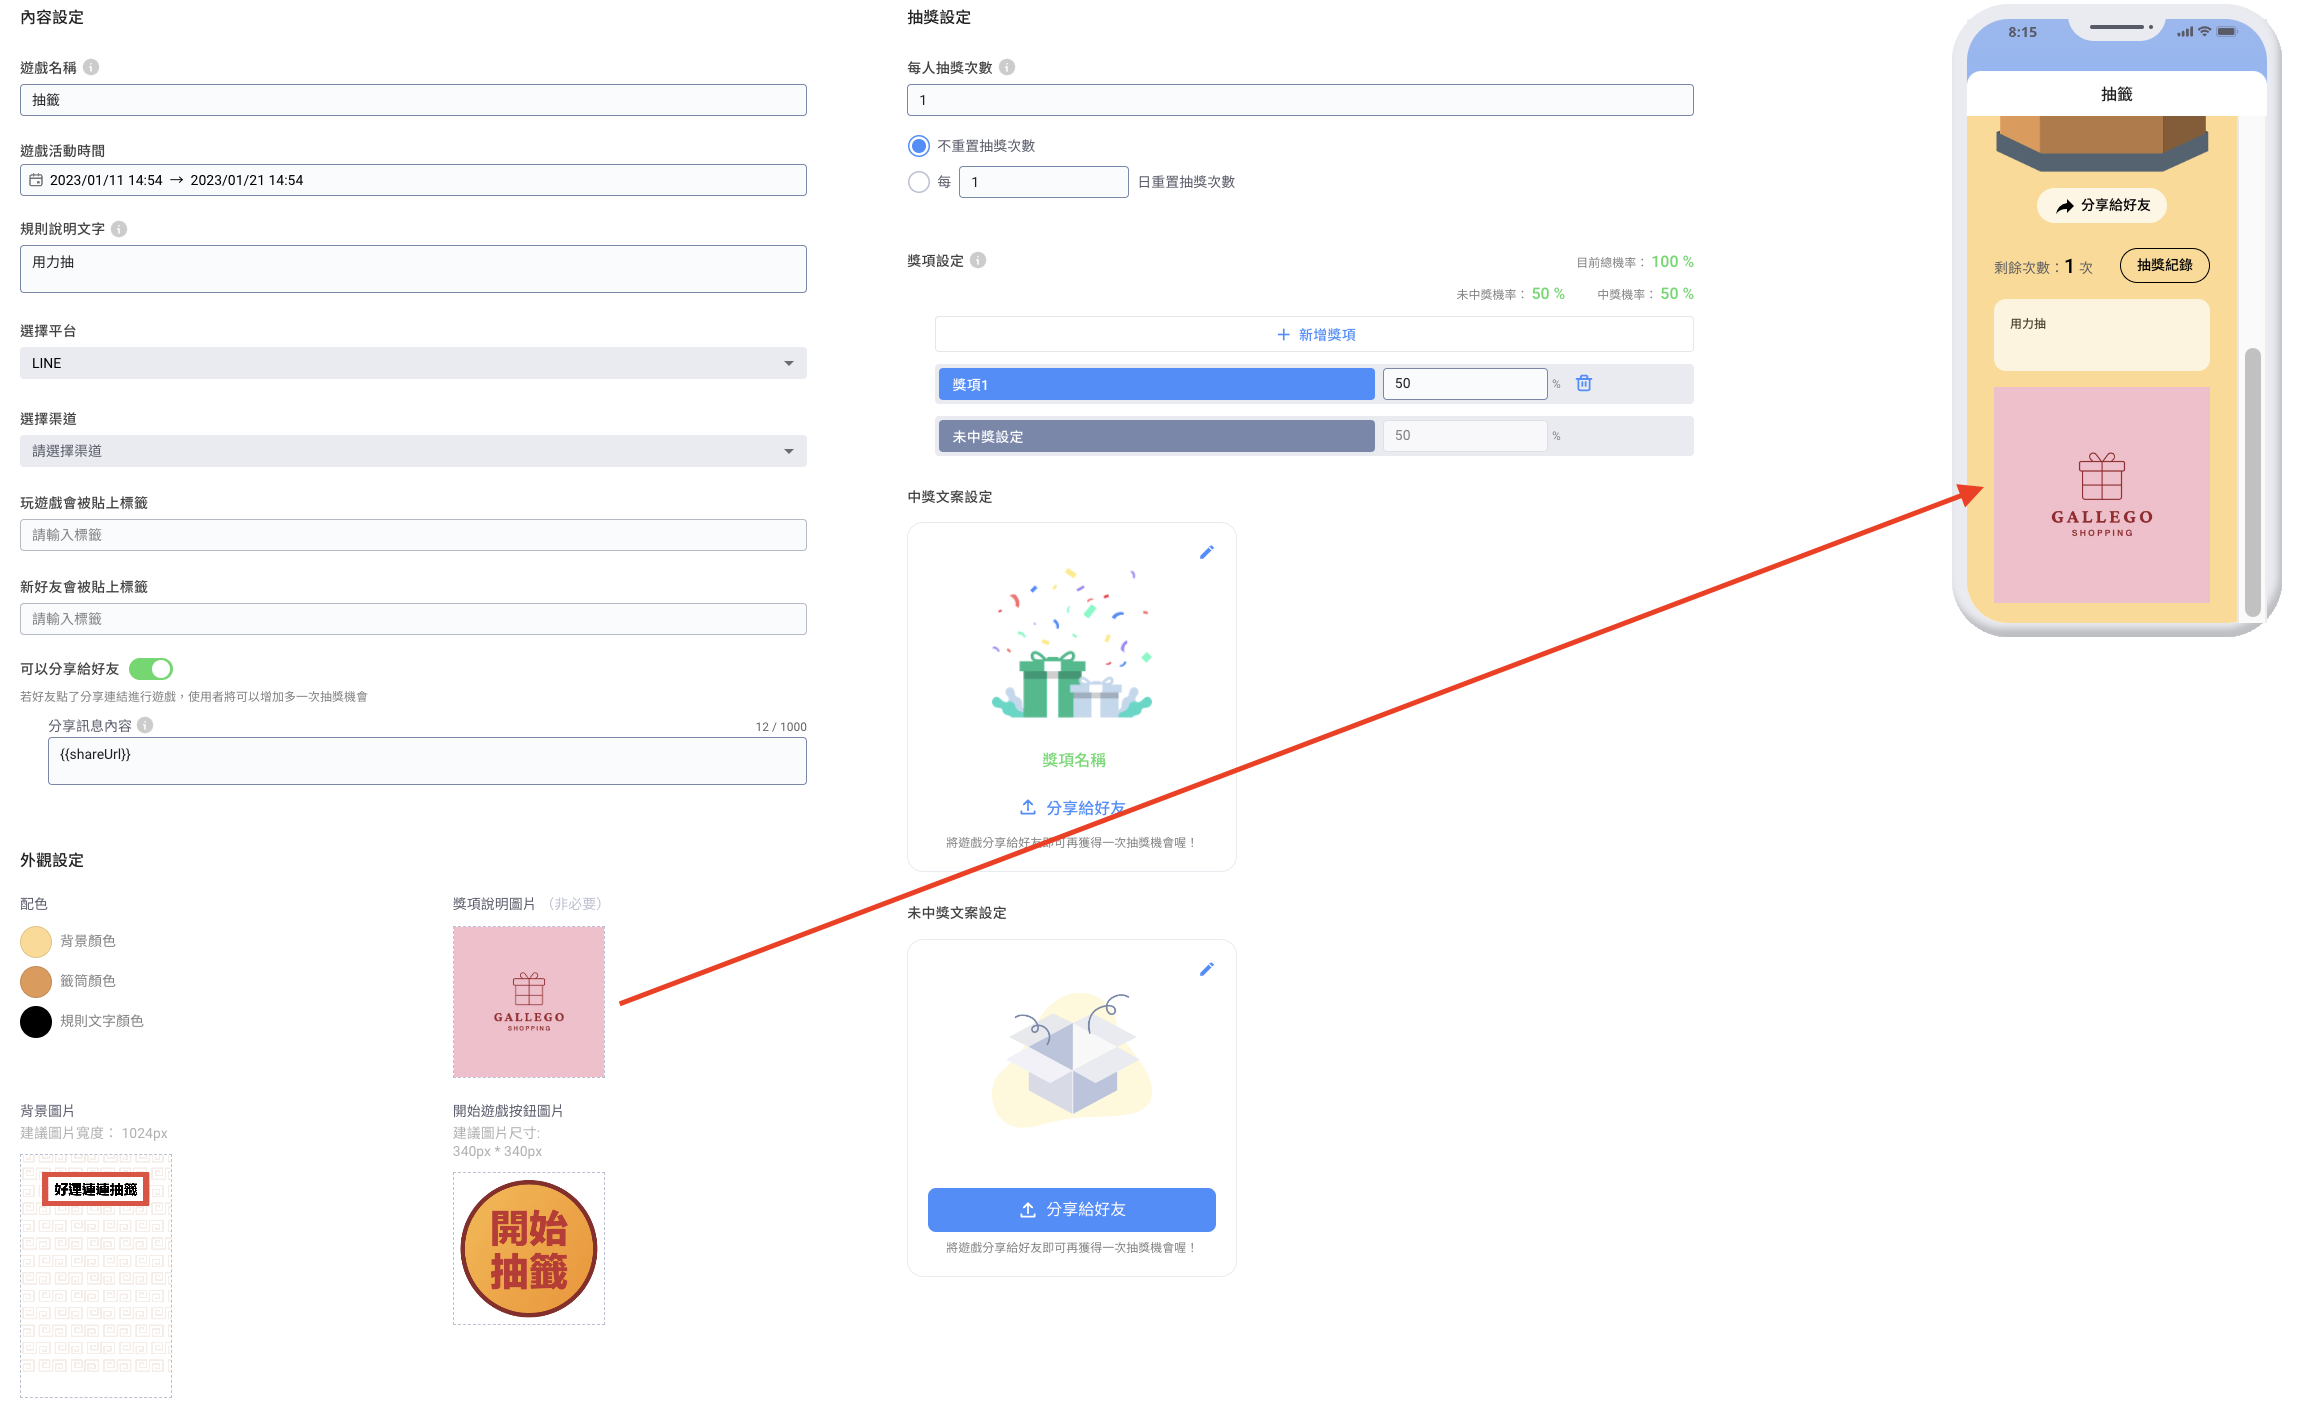 內容設定
遊戲名稱
抽籤
遊戲活動時間
2023/01/11 14:54 → 2023/01/21 14:54
規則說明文字
用力抽
選擇平台
LINE
選擇渠道
請選擇渠道
玩遊戲會被貼上標籤
請輸入標籤
新好友會被貼上標籤
請輸入標籤
可以分享給好友
若好友點了分享連結進行遊戲，使用者將可以增加多一次抽獎機會
分享訊息內容
12 / 1000
{{shareUrl}}
外觀設定
配色
背景顏色
籤筒顏色
規則文字顏色
獎項說明圖片（非必要）
GALLEGO
SHOPPING
背景圖片
建議圖片寬度： 1024px
好運連連抽籤
開始遊戲按鈕圖片
建議圖片尺寸:
340px * 340px
開始
抽籤
抽獎設定
每人抽獎次數
1
不重置抽獎次數
每 1 日重置抽獎次數
獎項設定
目前總機率： 100 %
未中獎機率： 50 % 中獎機率： 50 %
+ 新增獎項
獎項1 50 %
未中獎設定 50 %
中獎文案設定
獎項名稱
分享給好友
將遊戲分享給好友即可再獲得一次抽獎機會喔！
未中獎文案設定
分享給好友
將遊戲分享給好友即可再獲得一次抽獎機會喔！
8:15
抽籤
分享給好友
剩餘次數：1 次
抽獎紀錄
用力抽
GALLEGO
SHOPPING